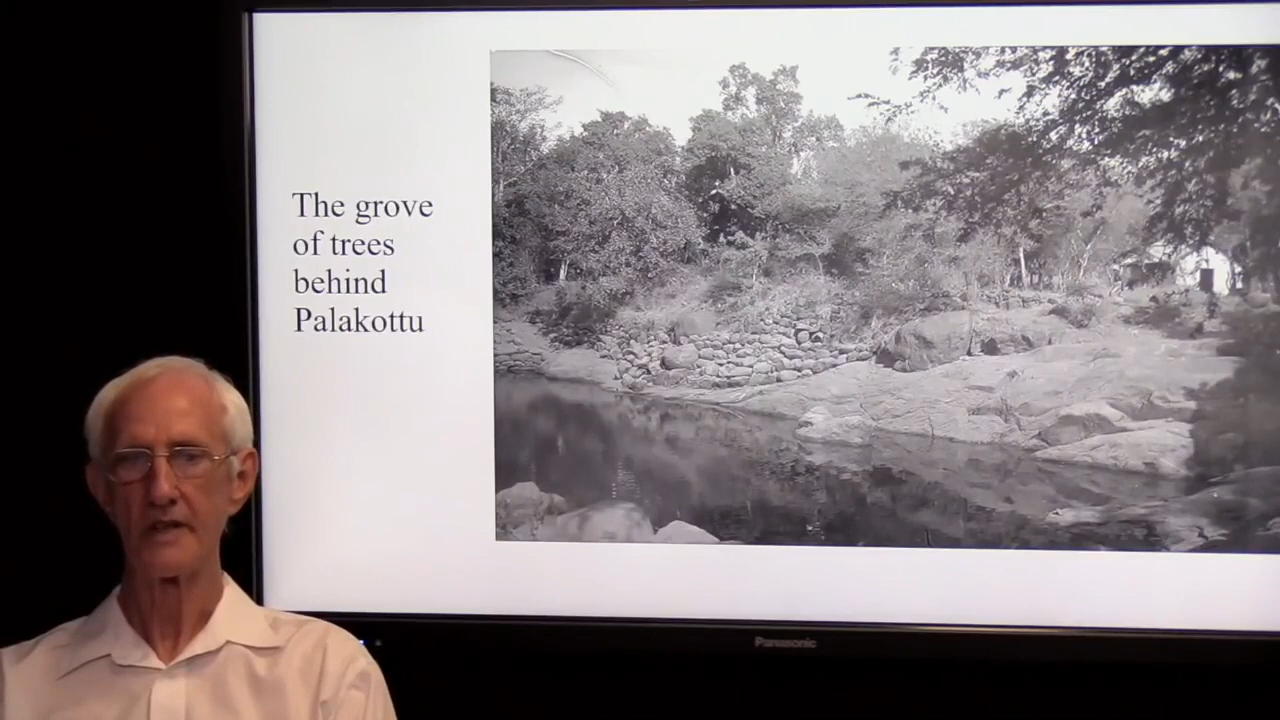 The grove
of trees
behind
Palakottu
Panasonic